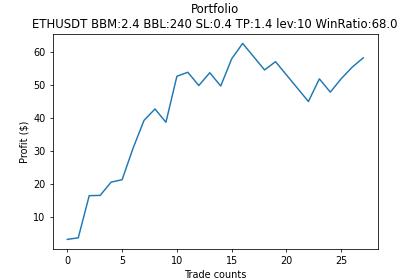 Portfolio
ETHUSDT BBM:2.4 BBL:240 SL:0.4 TP:1.4 lev:10 WinRatio:68.0
60
50
40
30
20
10
Profit ($)
0 5 10 15 20 25
Trade counts